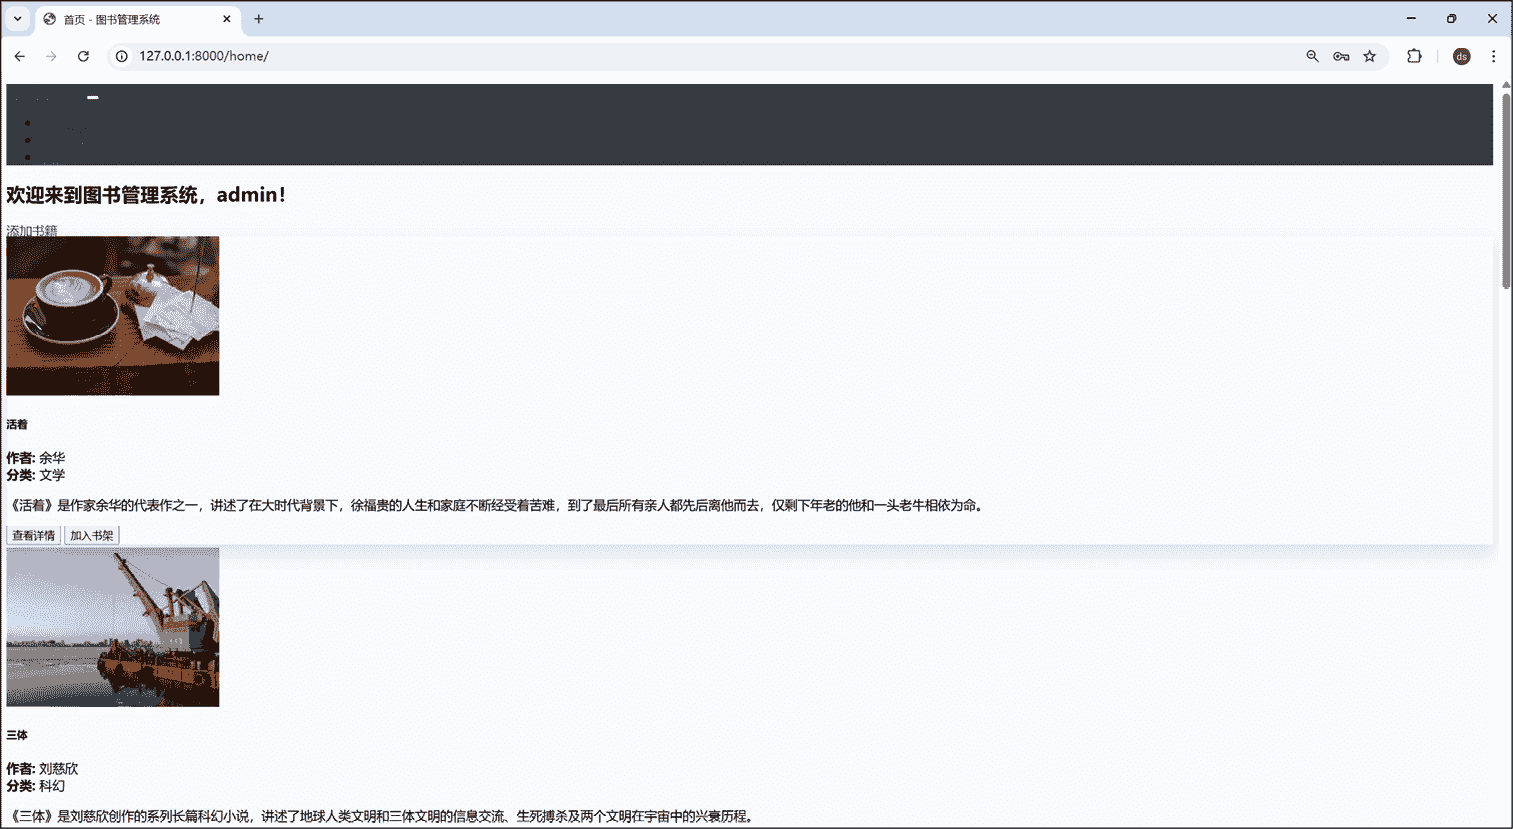 首页 - 图书管理系统
127.0.0.1:8000/home/
ds
欢迎来到图书管理系统，admin！
添加书籍
活着
作者: 余华
分类: 文学
《活着》是作家余华的代表作之一，讲述了在大时代背景下，徐福贵的人生和家庭不断经受着苦难，到了最后所有亲人都先后离他而去，仅剩下年老的他和一头老牛相依为命。
查看详情 加入书架
三体
作者: 刘慈欣
分类: 科幻
《三体》是刘慈欣创作的系列长篇科幻小说，讲述了地球人类文明和三体文明的信息交流、生死搏杀及两个文明在宇宙中的兴衰历程。